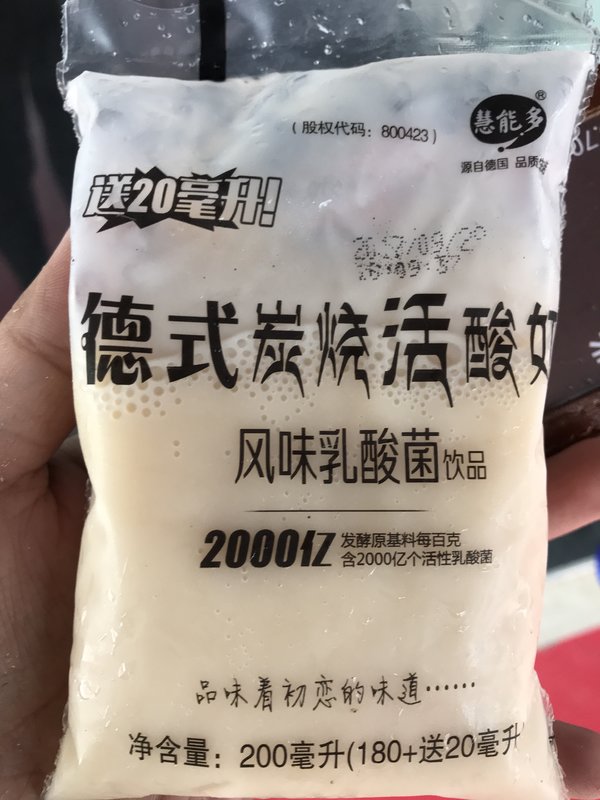 （股权代码：800423）
慧能多®
源自德国 品质
送20毫升!
德式炭烧活酸奶
风味乳酸菌饮品
2000亿
发酵原基料每百克
含2000亿个活性乳酸菌
品味着初恋的味道……
净含量：200毫升(180+送20毫升